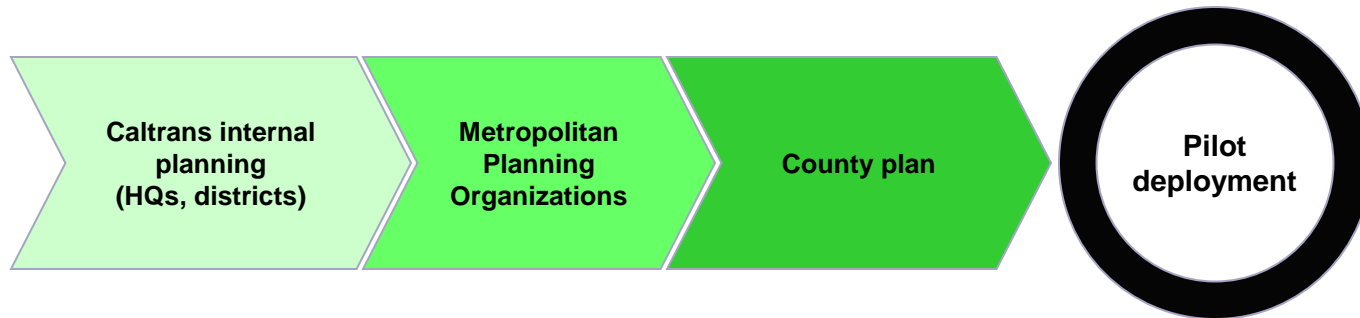 Caltrans internal
planning
(HQs, districts)
Metropolitan
Planning
Organizations
County plan
Pilot
deployment